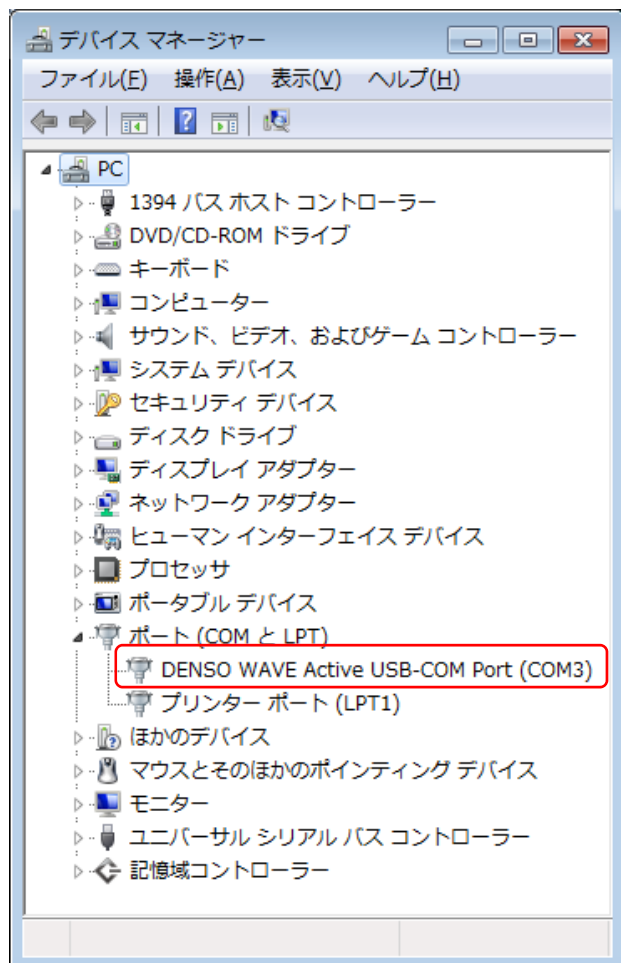 デバイス マネージャー
ファイル(F) 操作(A) 表示(V) ヘルプ(H)
PC
1394 バス ホスト コントローラー
DVD/CD-ROM ドライブ
キーボード
コンピューター
サウンド、ビデオ、およびゲーム コントローラー
システム デバイス
セキュリティ デバイス
ディスク ドライブ
ディスプレイ アダプター
ネットワーク アダプター
ヒューマン インターフェイス デバイス
プロセッサ
ポータブル デバイス
ポート (COM と LPT)
DENSO WAVE Active USB-COM Port (COM3)
プリンター ポート (LPT1)
ほかのデバイス
マウスとそのほかのポインティング デバイス
モニター
ユニバーサル シリアル バス コントローラー
記憶域コントローラー